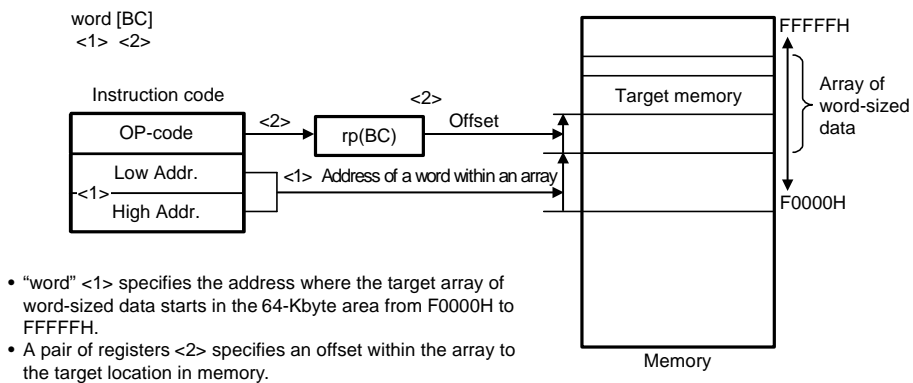 word [BC]
<1> <2>
FFFFFH
Array of
word-sized
data
Instruction code
<2>
Target memory
OP-code
<2>
rp(BC)
Offset
Low Addr.
<1>
<1> Address of a word within an array
High Addr.
F0000H
• “word” <1> specifies the address where the target array of
word-sized data starts in the 64-Kbyte area from F0000H to
FFFFFH.
• A pair of registers <2> specifies an offset within the array to
the target location in memory.
Memory